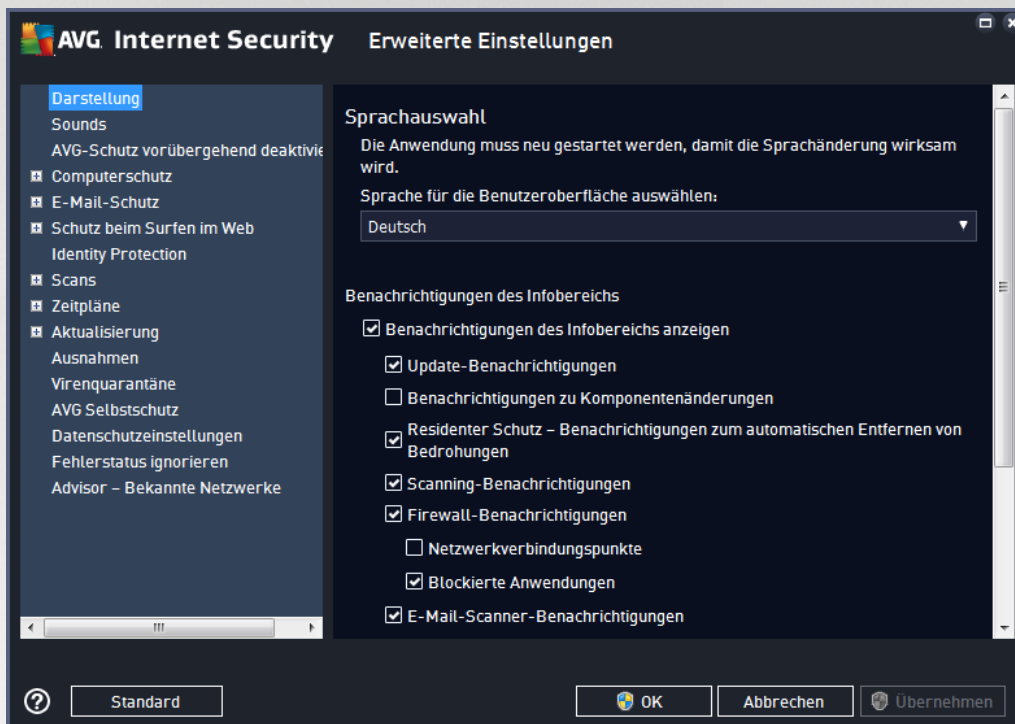 AVG. Internet Security
Erweiterte Einstellungen
Darstellung
Sounds
AVG-Schutz vorübergehend deaktivie
Computerschutz
E-Mail-Schutz
Schutz beim Surfen im Web
Identity Protection
Scans
Zeitpläne
Aktualisierung
Ausnahmen
Virenquarantäne
AVG Selbstschutz
Datenschutzeinstellungen
Fehlerstatus ignorieren
Advisor – Bekannte Netzwerke
Sprachauswahl
Die Anwendung muss neu gestartet werden, damit die Sprachänderung wirksam
wird.
Sprache für die Benutzeroberfläche auswählen:
Deutsch
Benachrichtigungen des Infobereichs
Benachrichtigungen des Infobereichs anzeigen
Update-Benachrichtigungen
Benachrichtigungen zu Komponentenänderungen
Residenter Schutz – Benachrichtigungen zum automatischen Entfernen von
Bedrohungen
Scanning-Benachrichtigungen
Firewall-Benachrichtigungen
Netzwerkverbindungspunkte
Blockierte Anwendungen
E-Mail-Scanner-Benachrichtigungen
Standard
OK
Abbrechen
Übernehmen